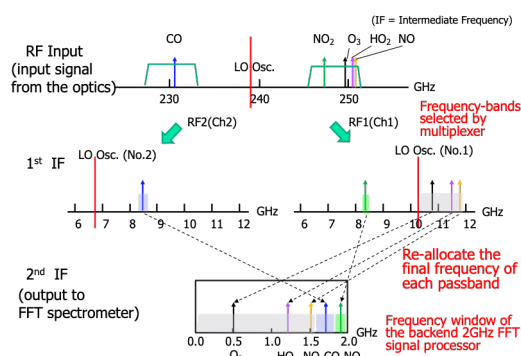 (IF = Intermediate Frequency)
RF Input
(input signal
from the optics)
CO
NO2 O3 HO2 NO
LO Osc.
230 240 250 GHz
RF2(Ch2)
RF1(Ch1)
Frequency-bands
selected by
multiplexer
1st IF
LO Osc. (No.2)
LO Osc. (No.1)
6 7 8 9 10 11 12 GHz
6 7 8 9 10 11 12 GHz
Re-allocate the
final frequency of
each passband
2nd IF
(output to
FFT spectrometer)
0.0 0.5 1.0 1.5 2.0 GHz
Frequency window of
the backend 2GHz FFT
signal processor